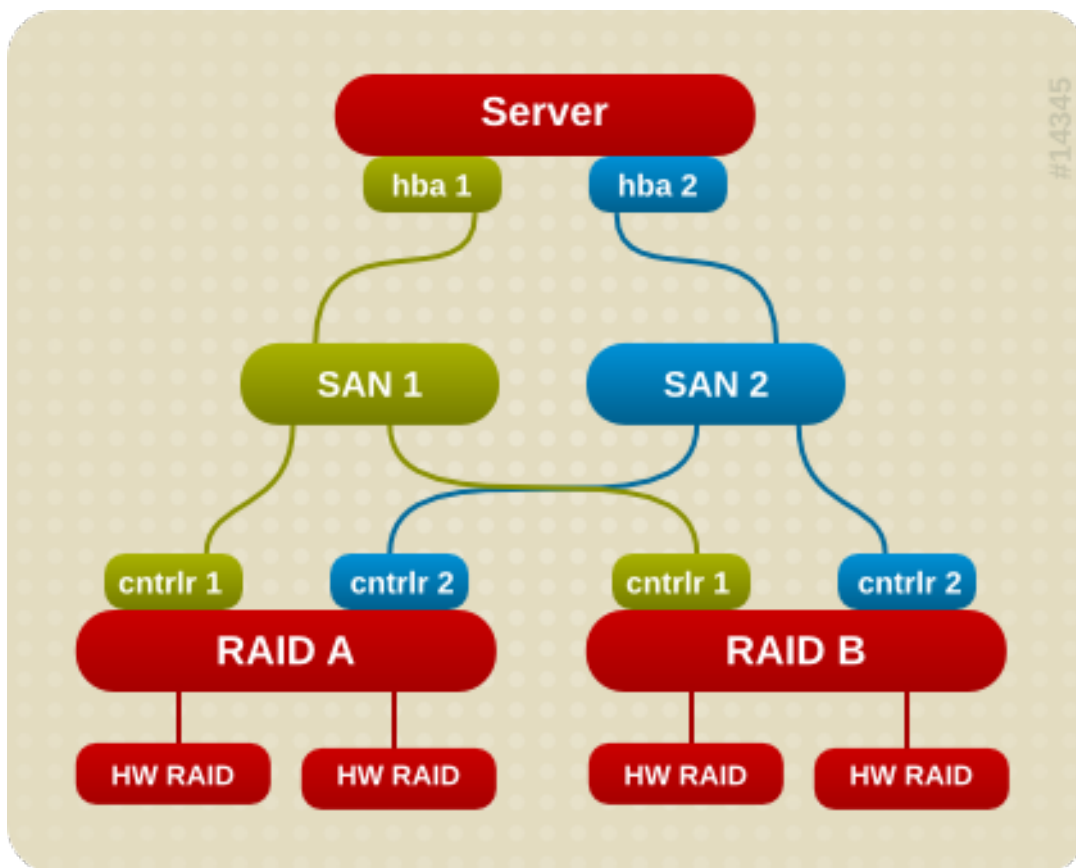 Server
#14345
hba 1
hba 2
SAN 1
SAN 2
cntrlr 1
cntrlr 2
cntrlr 1
cntrlr 2
RAID A
RAID B
HW RAID
HW RAID
HW RAID
HW RAID